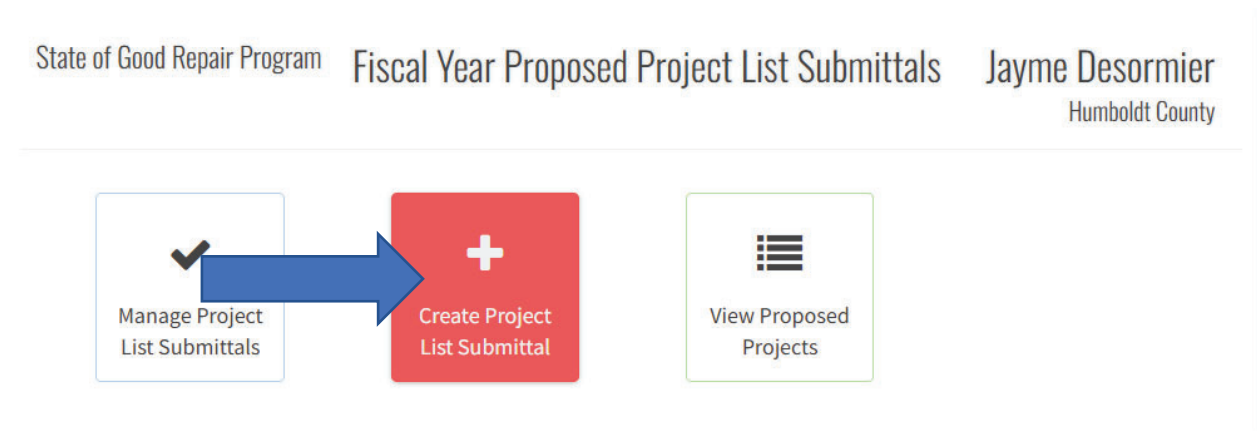 State of Good Repair Program
Fiscal Year Proposed Project List Submittals
Jayme Desormier
Humboldt County
Manage Project
List Submittals
Create Project
List Submittal
View Proposed
Projects